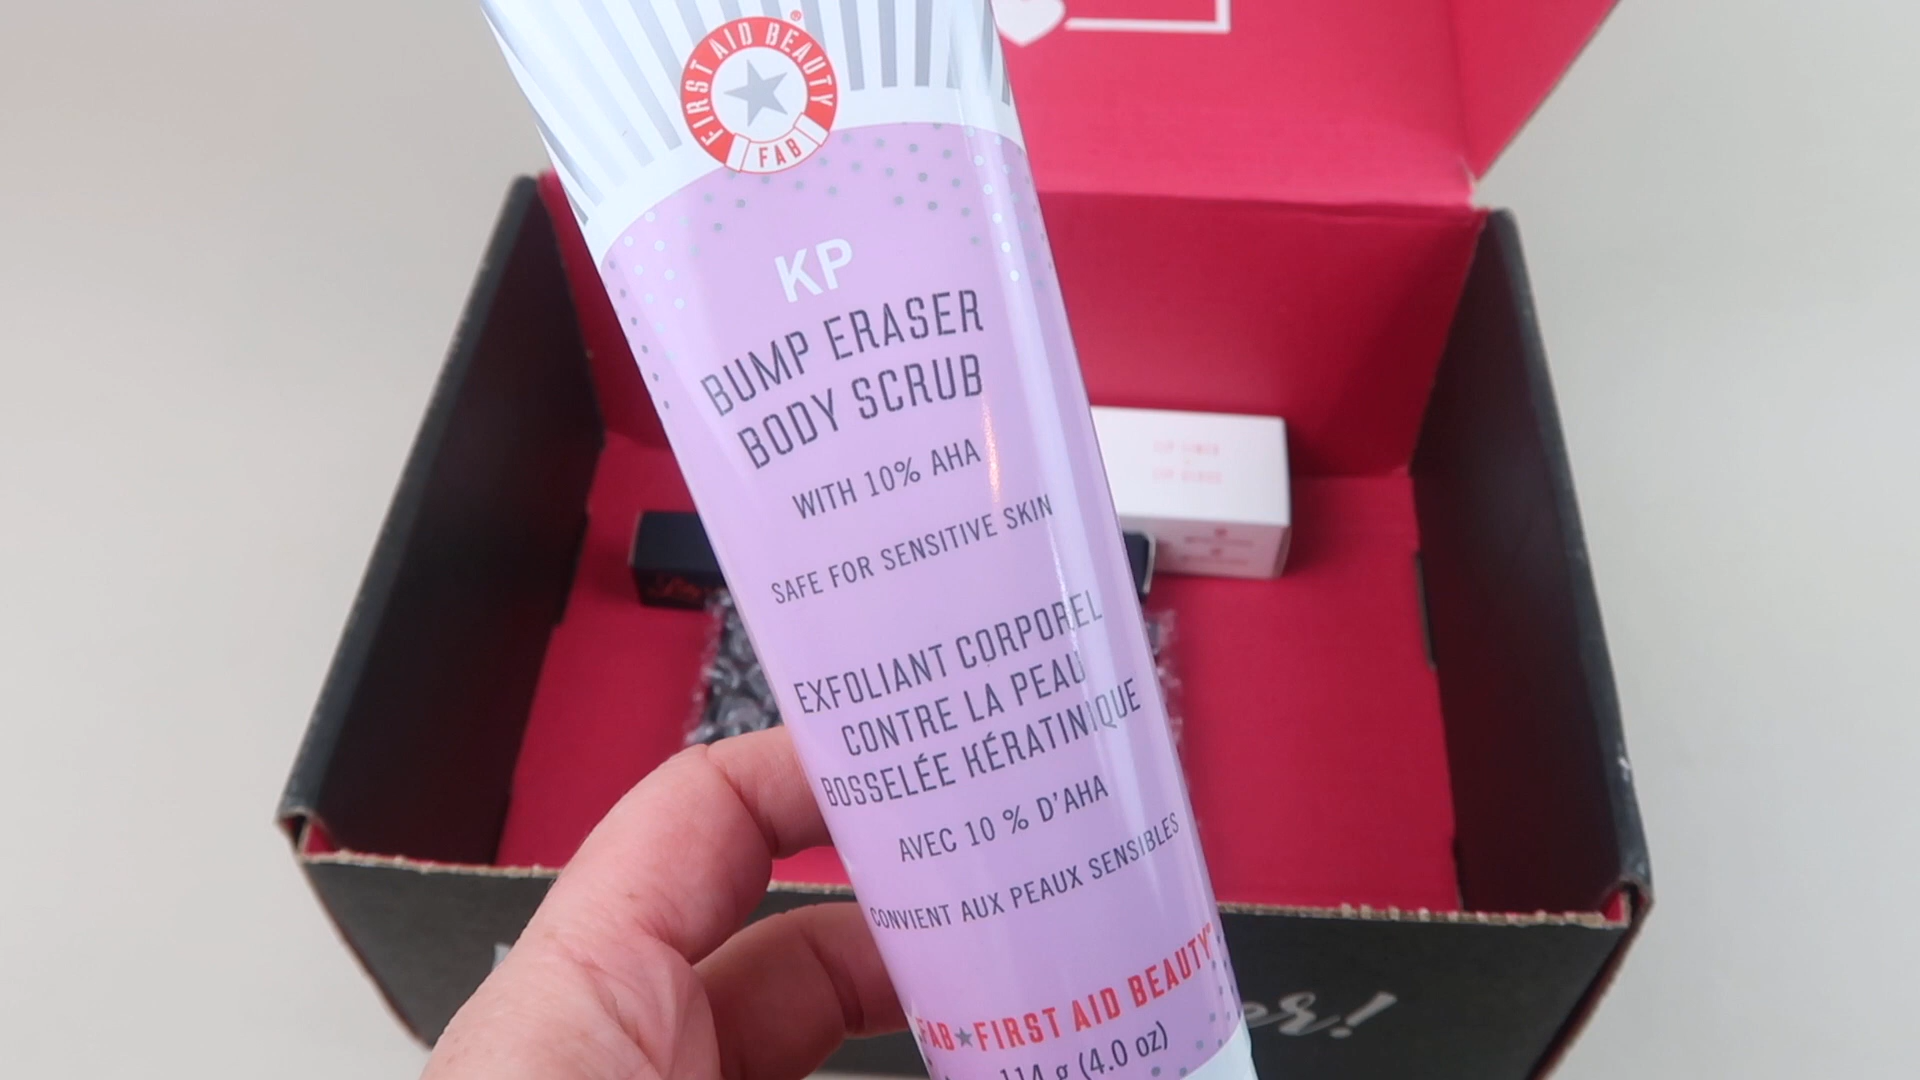 FIRST AID BEAUTY®
FAB
KP
BUMP ERASER
BODY SCRUB
WITH 10% AHA
SAFE FOR SENSITIVE SKIN
EXFOLIANT CORPOREL
CONTRE LA PEAU
BOSSELÉE KÉRATINIQUE
AVEC 10 % D'AHA
CONVIENT AUX PEAUX SENSIBLES
FAB★FIRST AID BEAUTY®
114 g (4.0 oz)